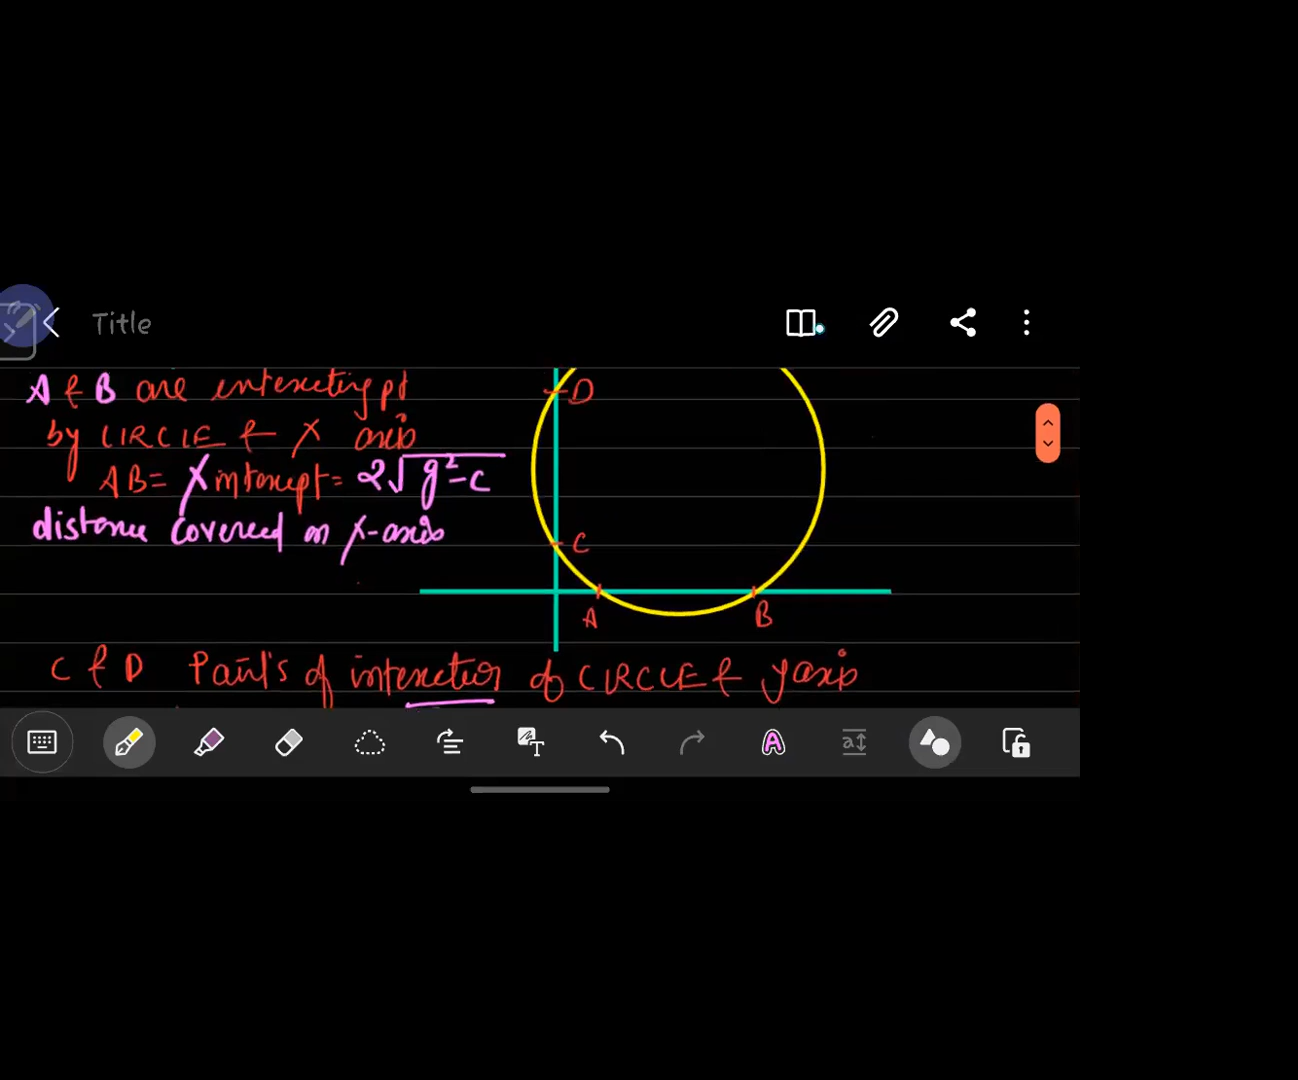 Title
A & B are intersecting pt
by CIRCLE & X axis
AB = X intercept = 2√g²-c
distance covered on x-axis
D
C
A
B
C & D Points of intersection of CIRCLE & y axis